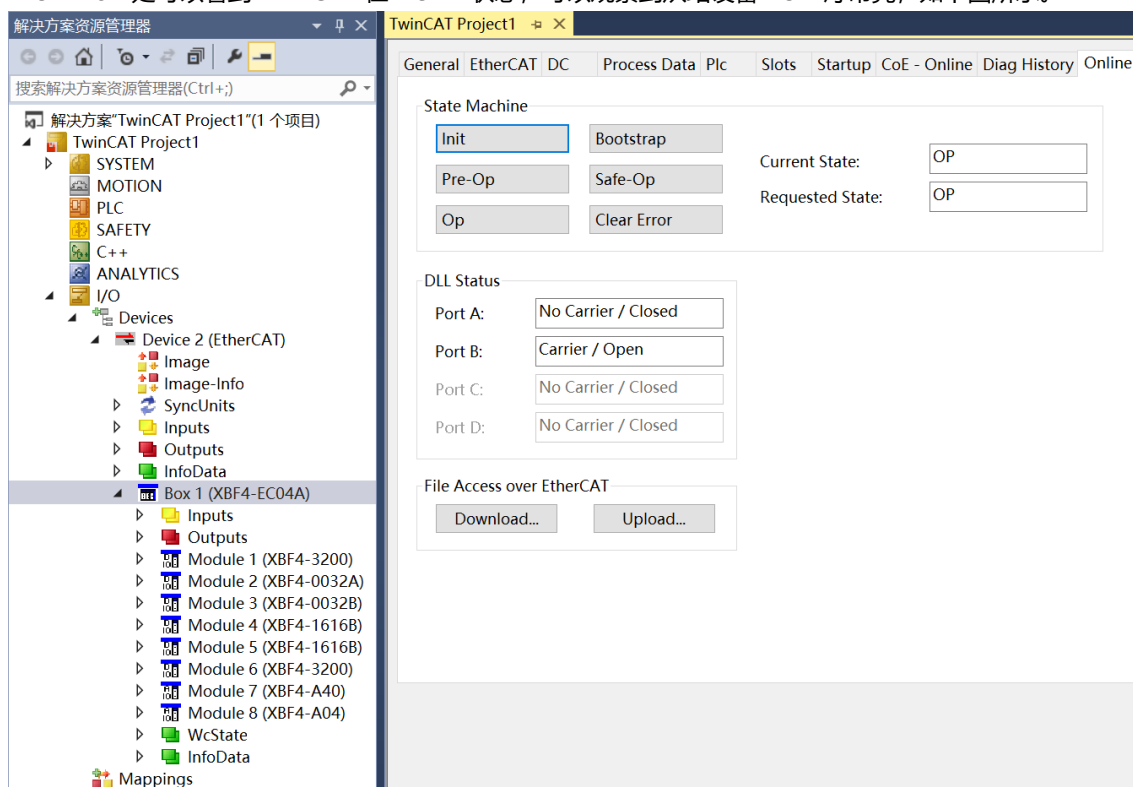 解决方案资源管理器
搜索解决方案资源管理器(Ctrl+;)
解决方案"TwinCAT Project1"(1 个项目)
TwinCAT Project1
SYSTEM
MOTION
PLC
SAFETY
C++
ANALYTICS
I/O
Devices
Device 2 (EtherCAT)
Image
Image-Info
SyncUnits
Inputs
Outputs
InfoData
Box 1 (XBF4-EC04A)
Inputs
Outputs
Module 1 (XBF4-3200)
Module 2 (XBF4-0032A)
Module 3 (XBF4-0032B)
Module 4 (XBF4-1616B)
Module 5 (XBF4-1616B)
Module 6 (XBF4-3200)
Module 7 (XBF4-A40)
Module 8 (XBF4-A04)
WcState
InfoData
Mappings
TwinCAT Project1
General EtherCAT DC Process Data Plc Slots Startup CoE - Online Diag History Online
State Machine
Init Bootstrap
Pre-Op Safe-Op
Op Clear Error
Current State: OP
Requested State: OP
DLL Status
Port A: No Carrier / Closed
Port B: Carrier / Open
Port C: No Carrier / Closed
Port D: No Carrier / Closed
File Access over EtherCAT
Download... Upload...